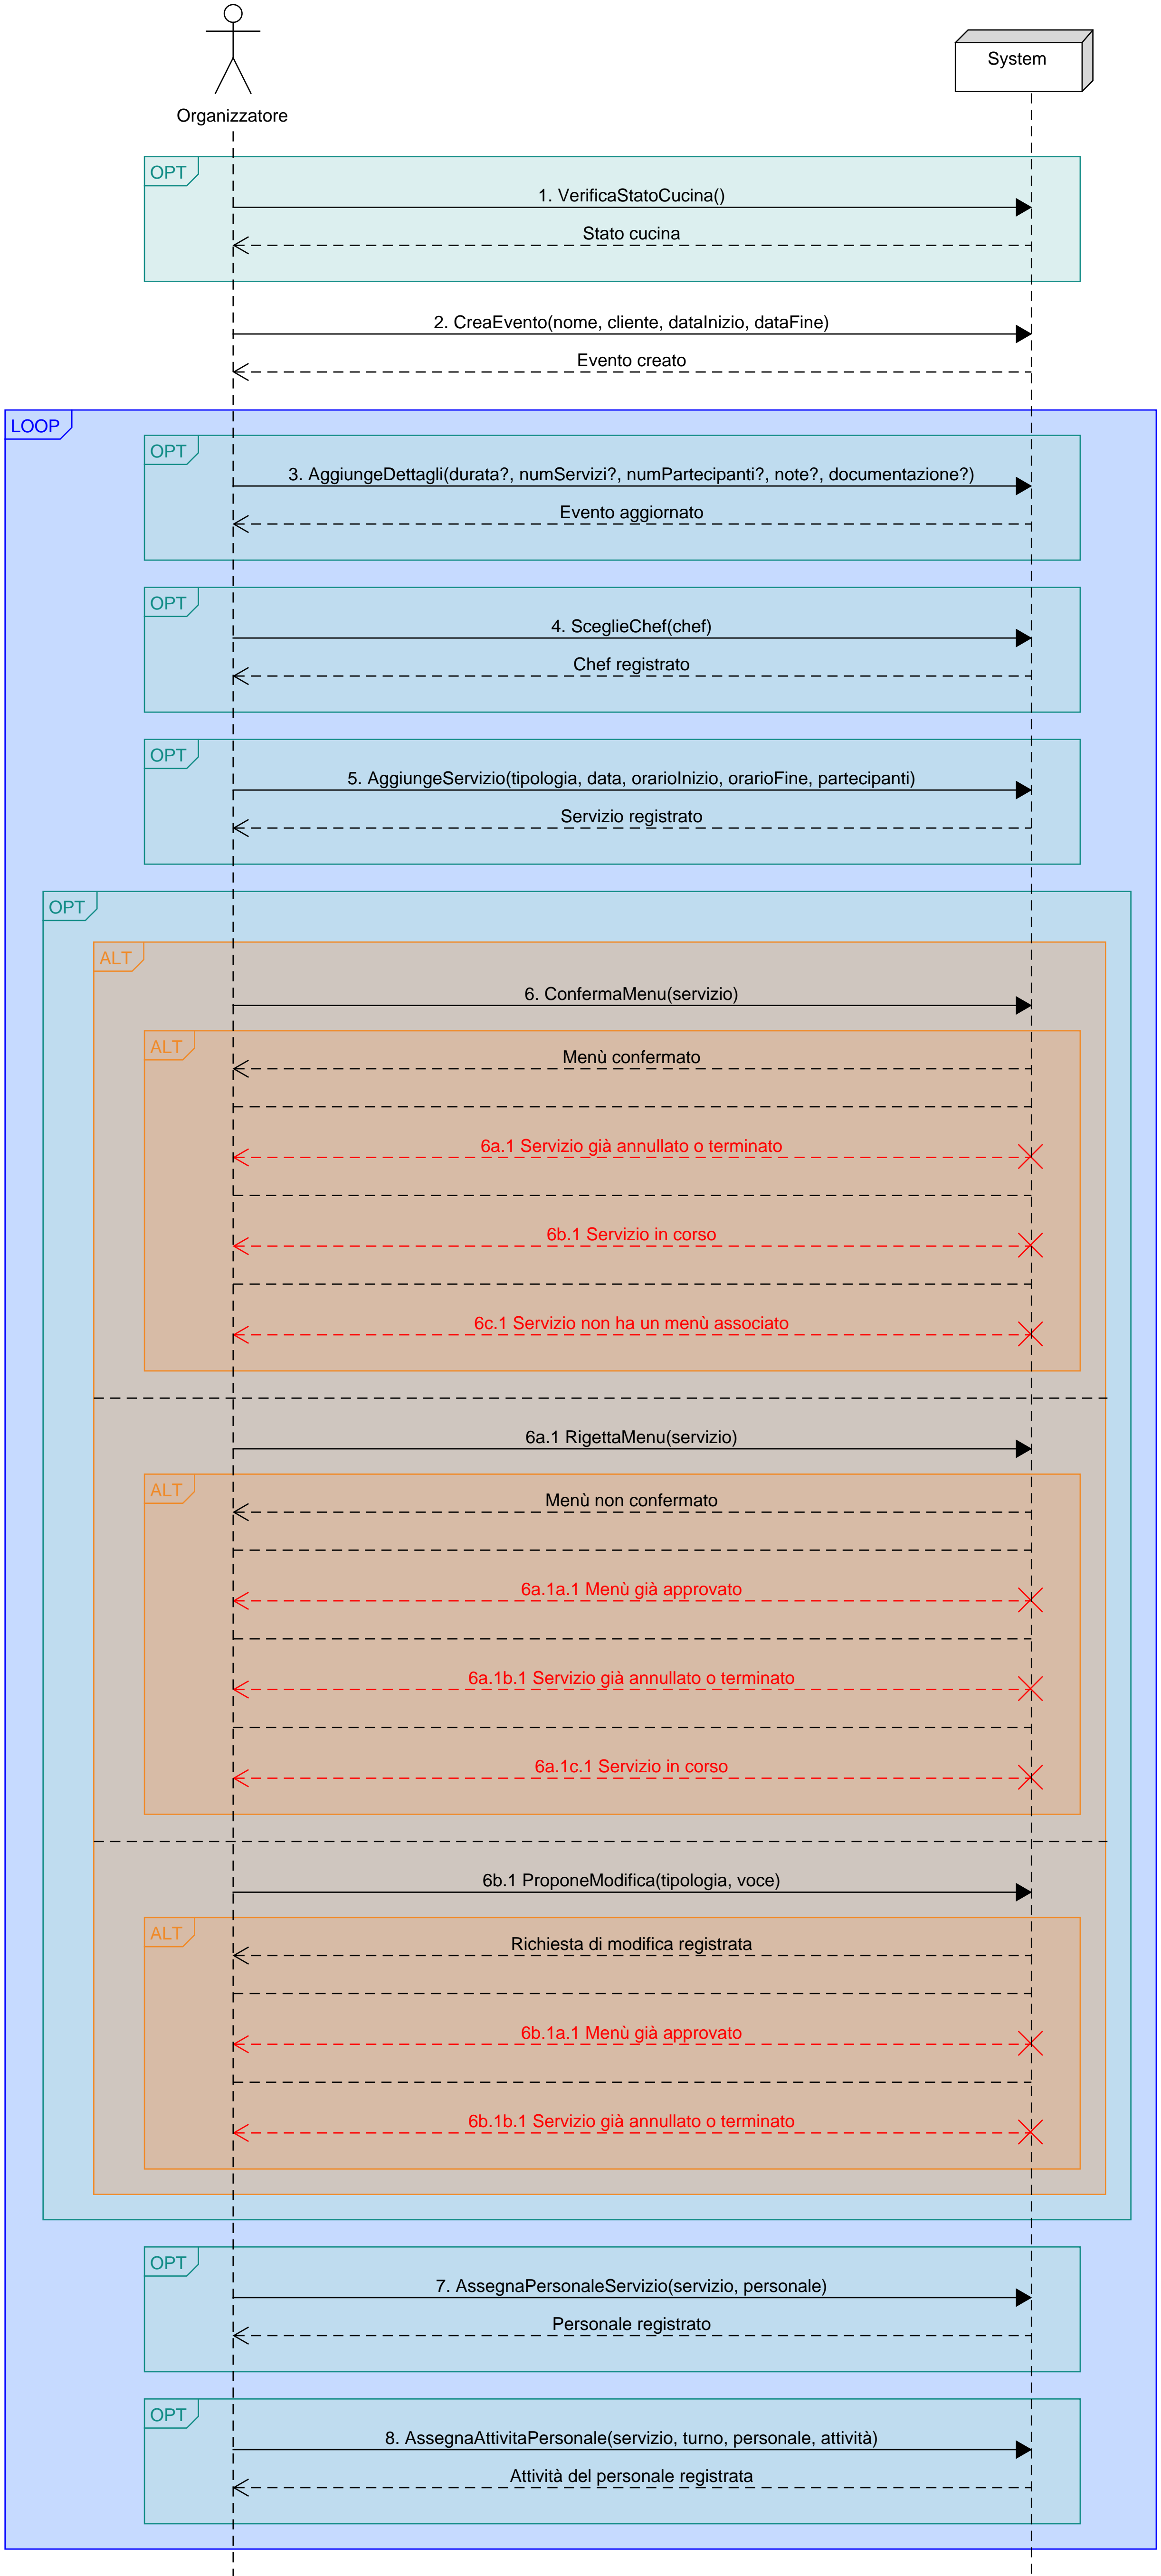 Organizzatore
System
OPT
1. VerificaStatoCucina()
Stato cucina
2. CreaEvento(nome, cliente, dataInizio, dataFine)
Evento creato
LOOP
OPT
3. AggiungeDettagli(durata?, numServizi?, numPartecipanti?, note?, documentazione?)
Evento aggiornato
OPT
4. SceglieChef(chef)
Chef registrato
OPT
5. AggiungeServizio(tipologia, data, orarioInizio, orarioFine, partecipanti)
Servizio registrato
OPT
ALT
6. ConfermaMenu(servizio)
ALT
Menù confermato
6a.1 Servizio già annullato o terminato
6b.1 Servizio in corso
6c.1 Servizio non ha un menù associato
6a.1 RigettaMenu(servizio)
ALT
Menù non confermato
6a.1a.1 Menù già approvato
6a.1b.1 Servizio già annullato o terminato
6a.1c.1 Servizio in corso
6b.1 ProponeModifica(tipologia, voce)
ALT
Richiesta di modifica registrata
6b.1a.1 Menù già approvato
6b.1b.1 Servizio già annullato o terminato
OPT
7. AssegnaPersonaleServizio(servizio, personale)
Personale registrato
OPT
8. AssegnaAttivitaPersonale(servizio, turno, personale, attività)
Attività del personale registrata